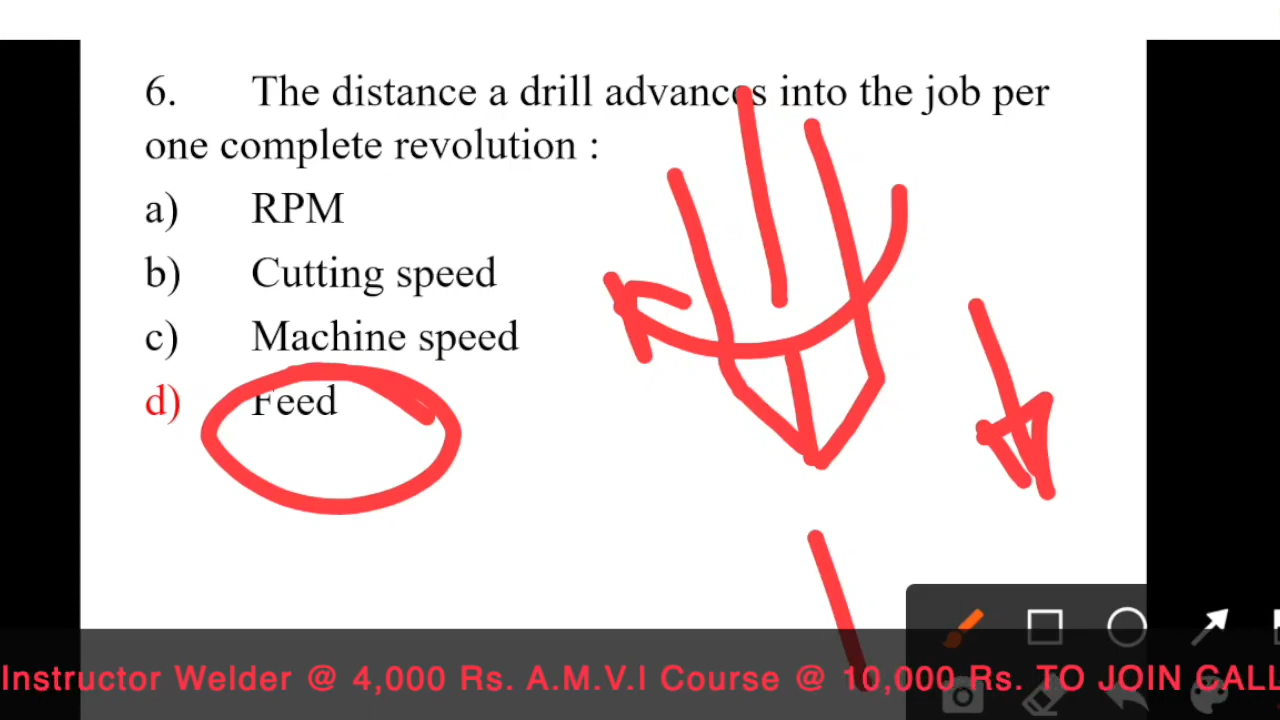 6. The distance a drill advances into the job per
one complete revolution :
a) RPM
b) Cutting speed
c) Machine speed
d) Feed
Instructor Welder @ 4,000 Rs. A.M.V.I Course @ 10,000 Rs. TO JOIN CALL